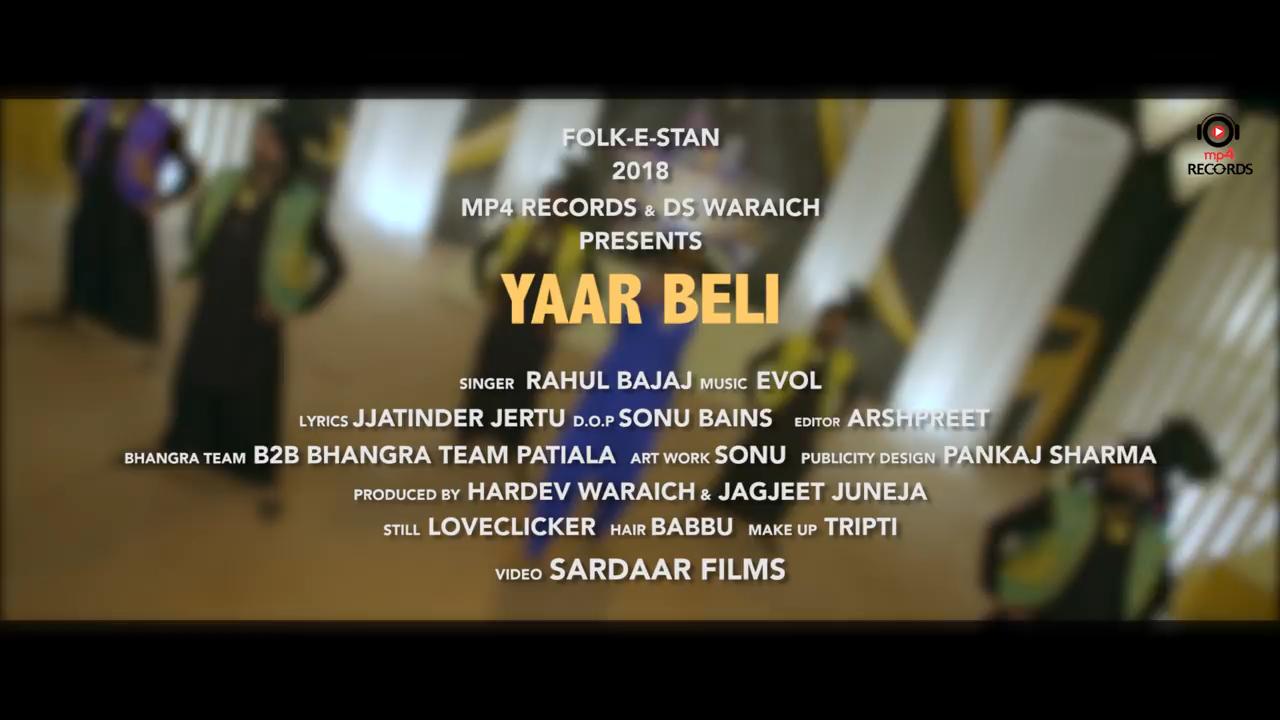 FOLK-E-STAN
2018
MP4 RECORDS & DS WARAICH
PRESENTS
YAAR BELI
SINGER RAHUL BAJAJ MUSIC EVOL
LYRICS JJATINDER JERTU D.O.P SONU BAINS EDITOR ARSHPREET
BHANGRA TEAM B2B BHANGRA TEAM PATIALA ART WORK SONU PUBLICITY DESIGN PANKAJ SHARMA
PRODUCED BY HARDEV WARAICH & JAGJEET JUNEJA
STILL LOVECLICKER HAIR BABBU MAKE UP TRIPTI
VIDEO SARDAAR FILMS
mp4
RECORDS